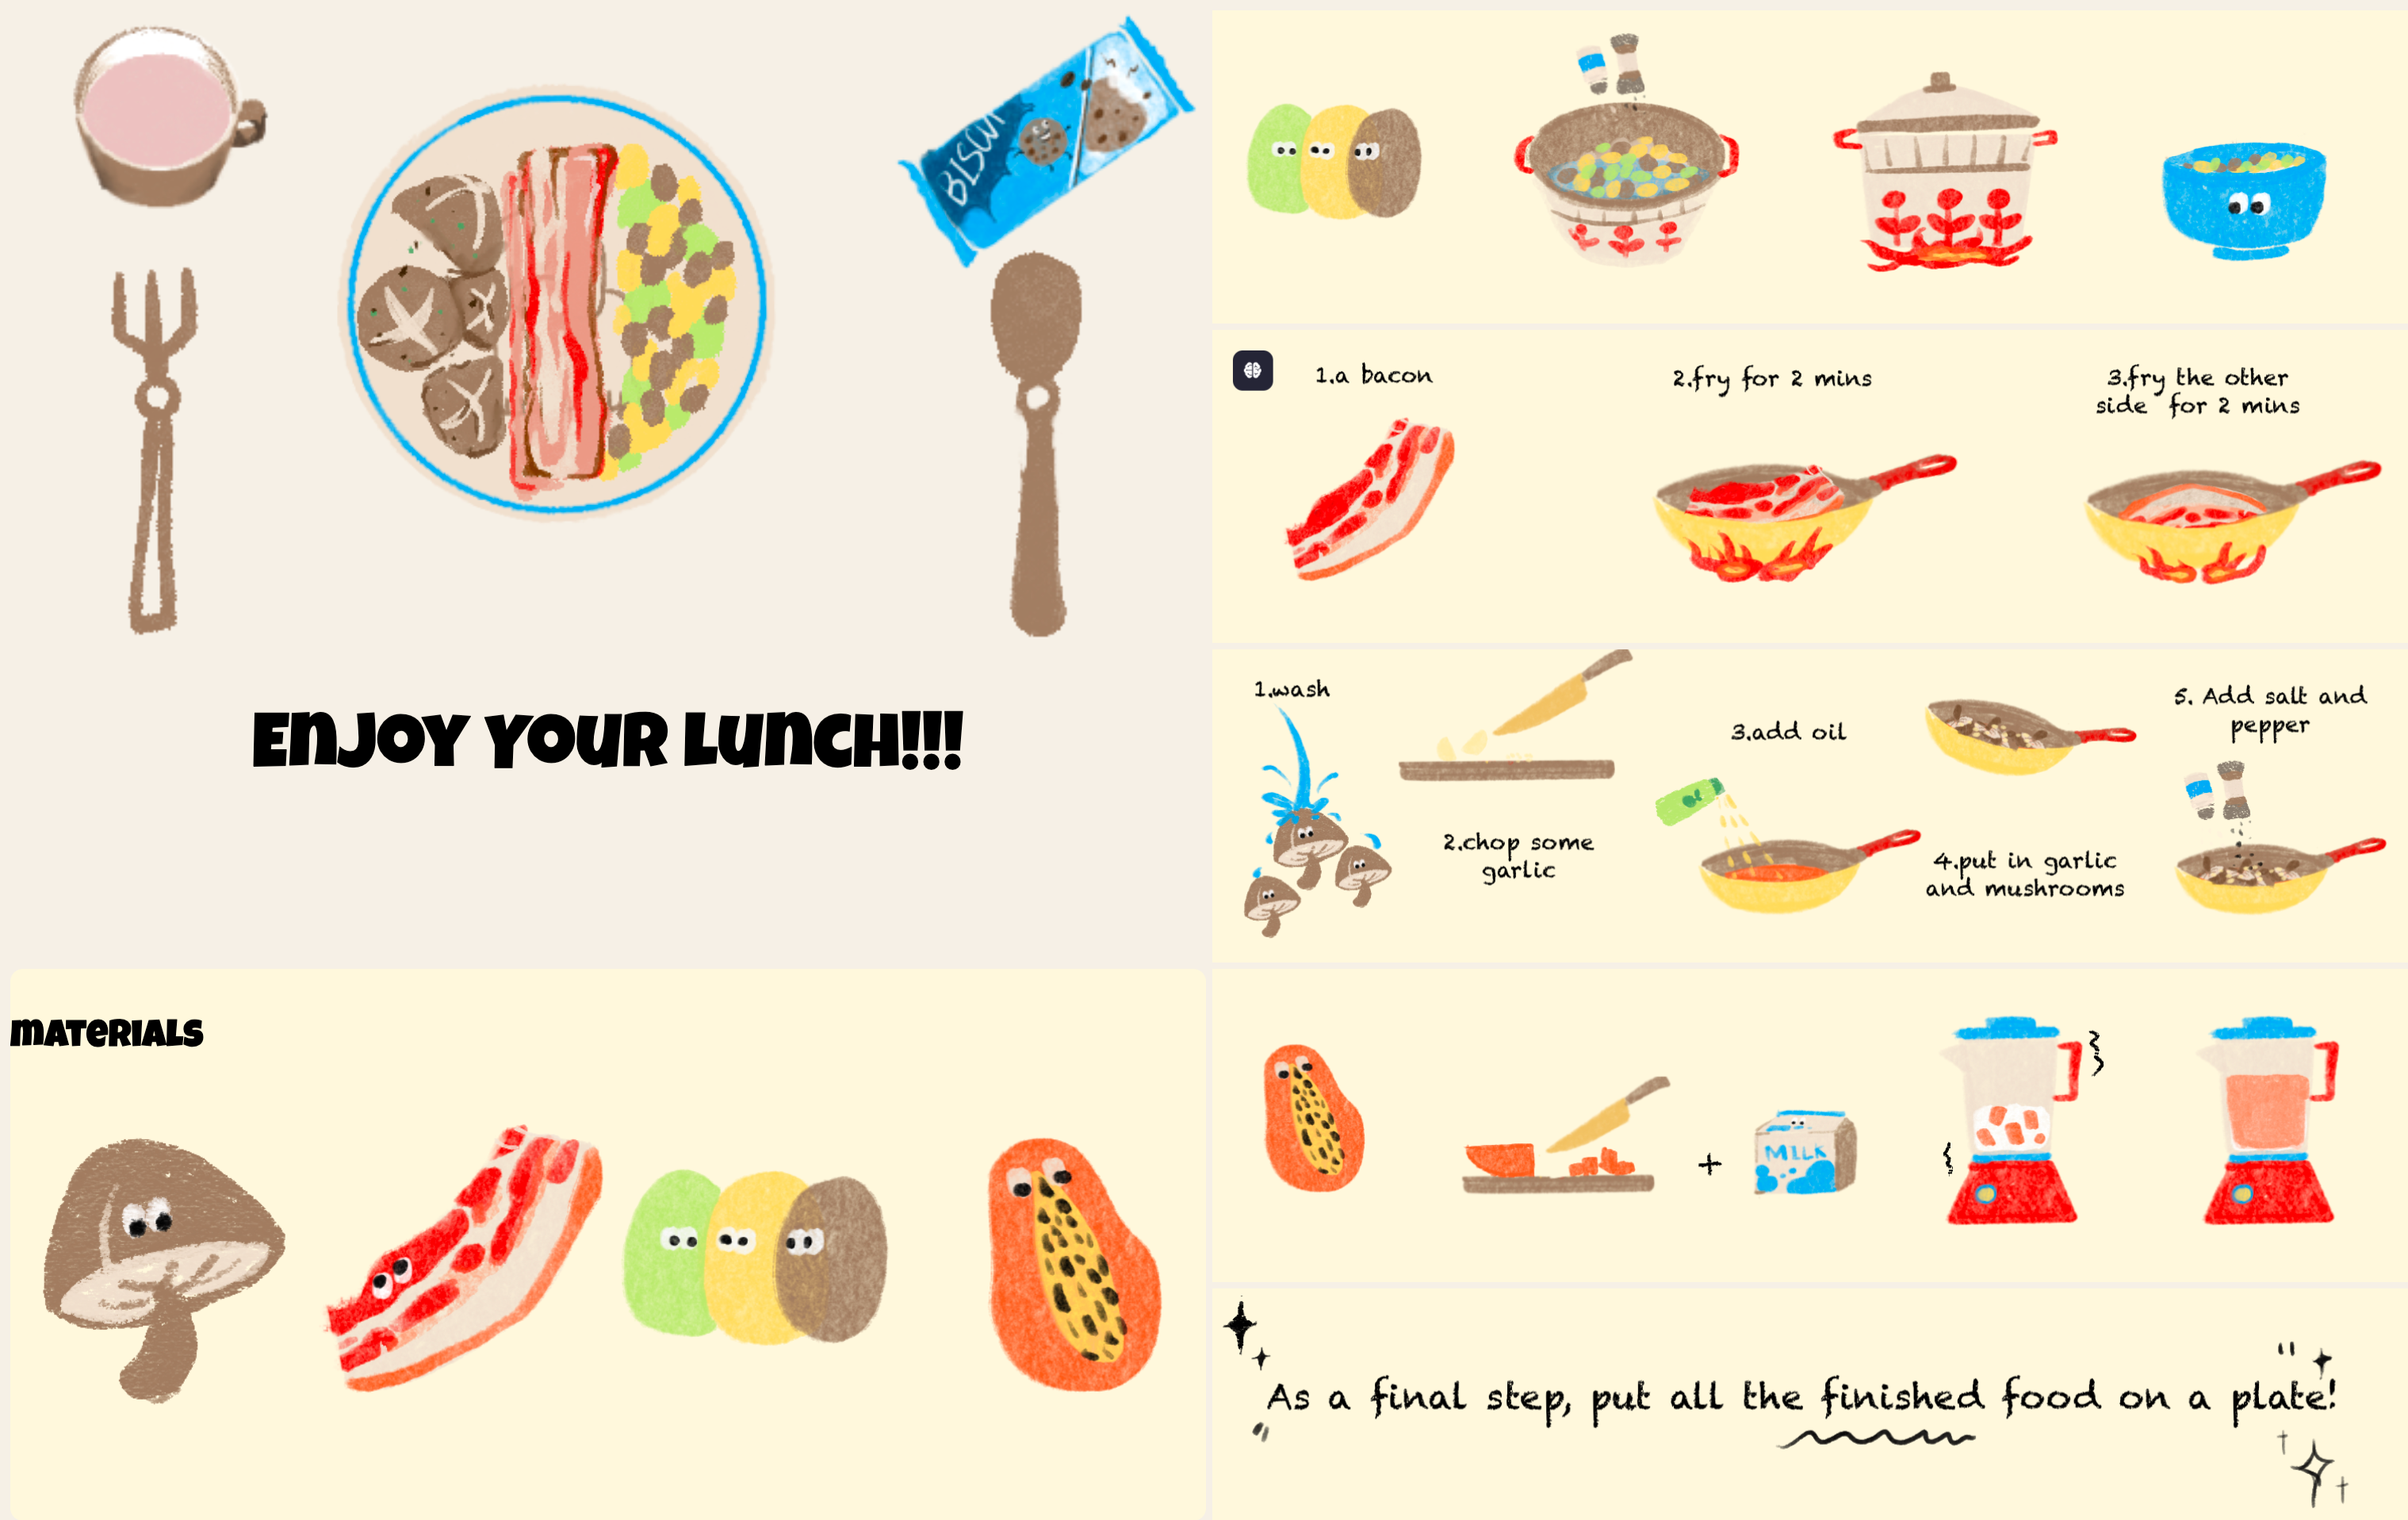 BISCUI
ENJOY YOUR LUNCH!!!
MATERIALS
1.a bacon
2.fry for 2 mins
3.fry the other
side for 2 mins
1.wash
2.chop some
garlic
3.add oil
4.put in garlic
and mushrooms
5. Add salt and
pepper
+
MILK
As a final step, put all the finished food on a plate!